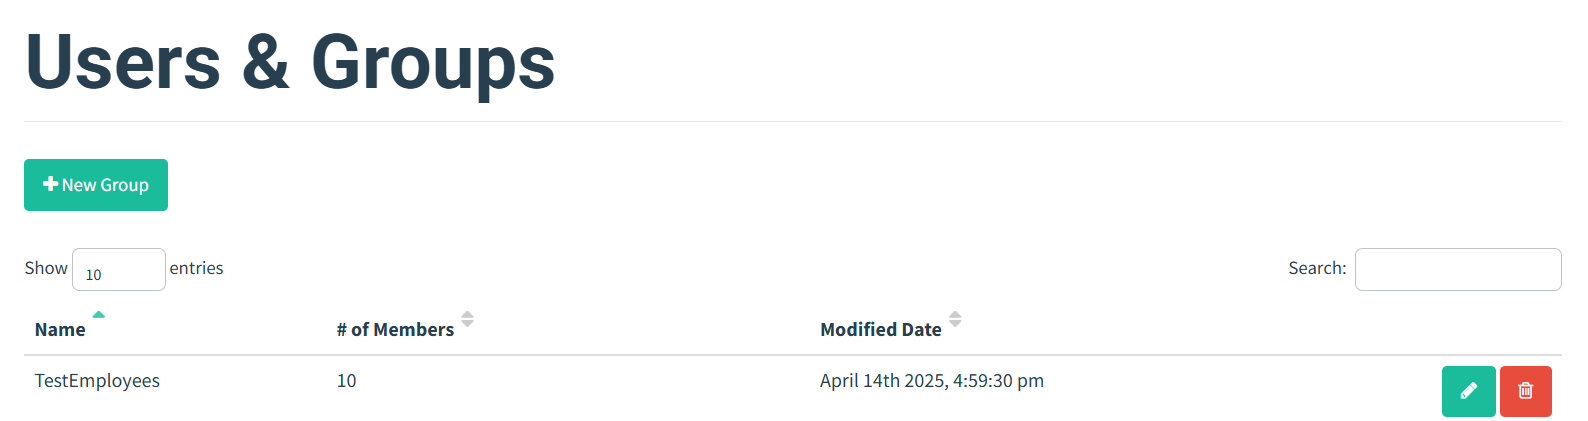 Users & Groups
New Group
Show 10 entries
Search:
Name # of Members Modified Date
TestEmployees 10 April 14th 2025, 4:59:30 pm